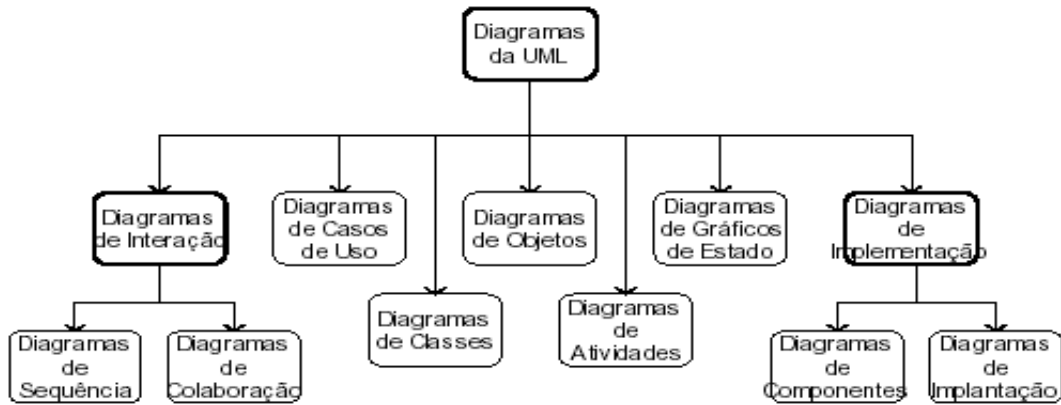 Diagramas
da UML
Diagramas
de Interação
Diagramas
de Casos
de Uso
Diagramas
de Objetos
Diagramas
de Gráficos
de Estado
Diagramas
de
Implementação
Diagramas
de Classes
Diagramas
de
Atividades
Diagramas
de
Sequência
Diagramas
de
Colaboração
Diagramas
de
Componentes
Diagramas
de
Implantação